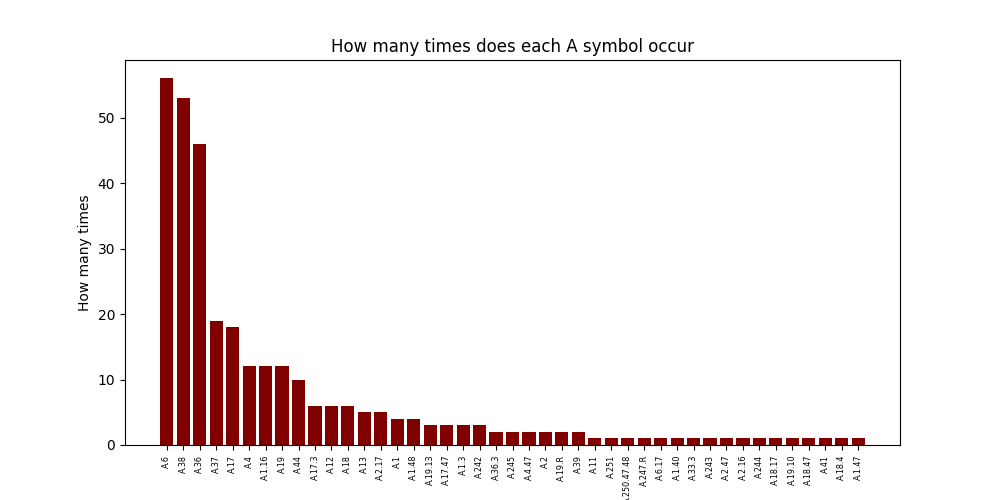 How many times does each A symbol occur
How many times
50
40
30
20
10
0
A.6
A.38
A.36
A.37
A.17
A.4
A.1.16
A.19
A.44
A.17.3
A.12
A.18
A.13
A.2.17
A.1
A.1.48
A.19.13
A.17.47
A.1.3
A.242
A.36.3
A.245
A.4.47
A.2
A.19.R
A.39
A.11
A.251
.250.47.48
A.247.R
A.6.17
A.1.40
A.33.3
A.243
A.2.47
A.2.16
A.244
A.18.17
A.19.10
A.18.47
A.41
A.18.4
A.1.47